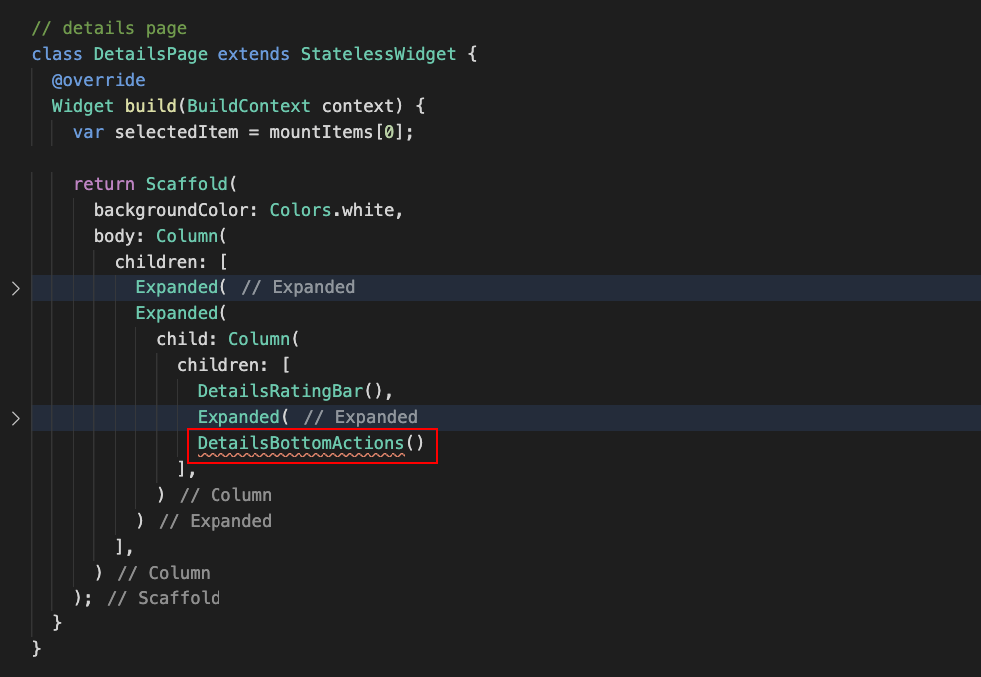 // details page
class DetailsPage extends StatelessWidget {
@override
Widget build(BuildContext context) {
var selectedItem = mountItems[0];
return Scaffold(
backgroundColor: Colors.white,
body: Column(
children: [
Expanded( // Expanded
Expanded(
child: Column(
children: [
DetailsRatingBar(),
Expanded( // Expanded
DetailsBottomActions()
],
) // Column
) // Expanded
],
) // Column
); // Scaffold
}
}